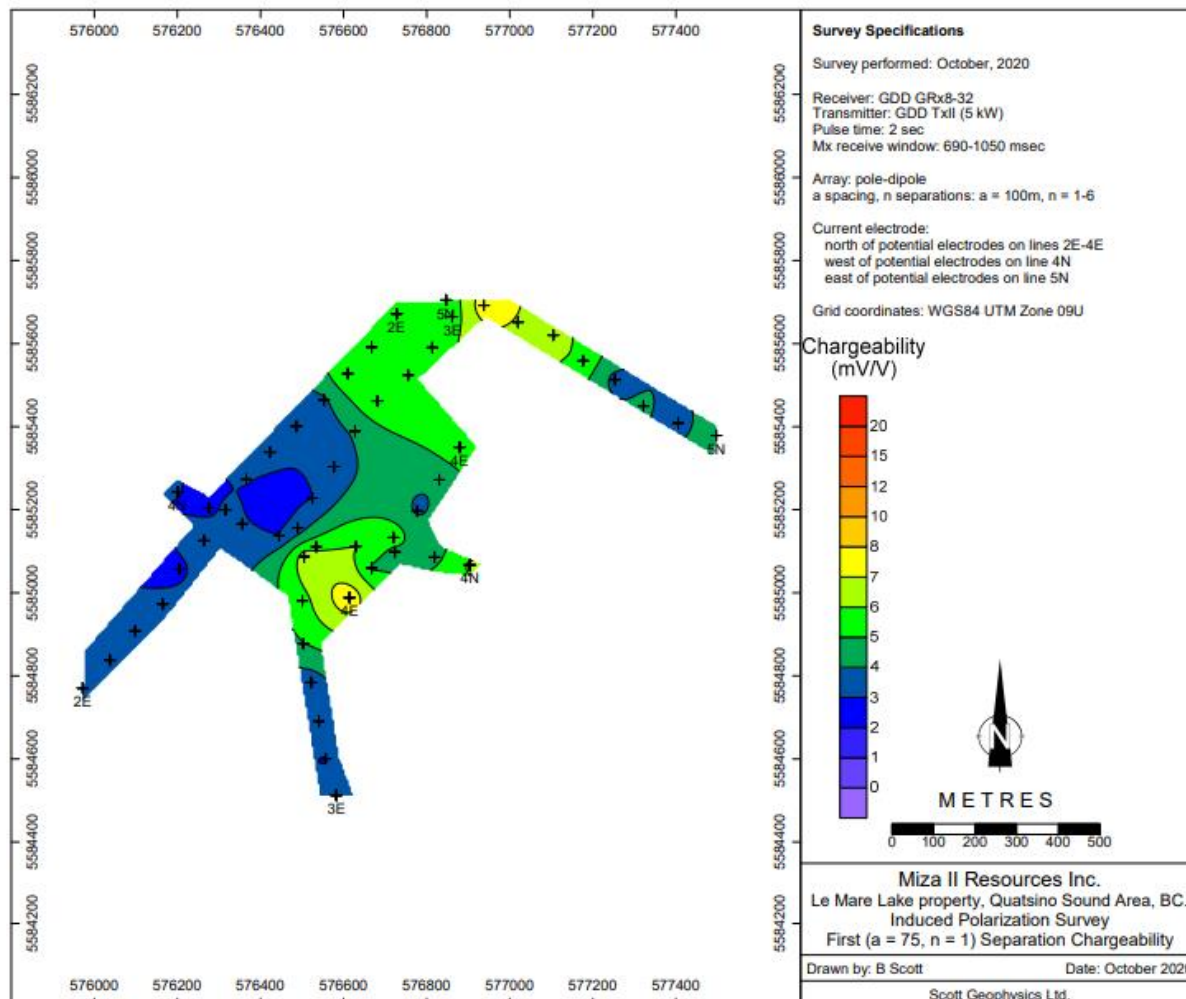 576000 576200 576400 576600 576800 577000 577200 577400
5586200 5586200
5586000 5586000
5585800 5585800
5585600 5585600
5585400 5585400
5585200 5585200
5585000 5585000
5584800 5584800
5584600 5584600
5584400 5584400
5584200 5584200
576000 576200 576400 576600 576800 577000 577200 577400
5N
2E
3E
4E
5N
4N
4E
2E
3E
Survey Specifications
Survey performed: October, 2020
Receiver: GDD GRx8-32
Transmitter: GDD TxII (5 kW)
Pulse time: 2 sec
Mx receive window: 690-1050 msec
Array: pole-dipole
a spacing, n separations: a = 100m, n = 1-6
Current electrode:
north of potential electrodes on lines 2E-4E
west of potential electrodes on line 4N
east of potential electrodes on line 5N
Grid coordinates: WGS84 UTM Zone 09U
Chargeability
(mV/V)
20
15
12
10
8
7
6
5
4
3
2
1
0
N
METRES
0 100 200 300 400 500
Miza II Resources Inc.
Le Mare Lake property, Quatsino Sound Area, BC.
Induced Polarization Survey
First (a = 75, n = 1) Separation Chargeability
Drawn by: B Scott Date: October 2020
Scott Geophysics Ltd.